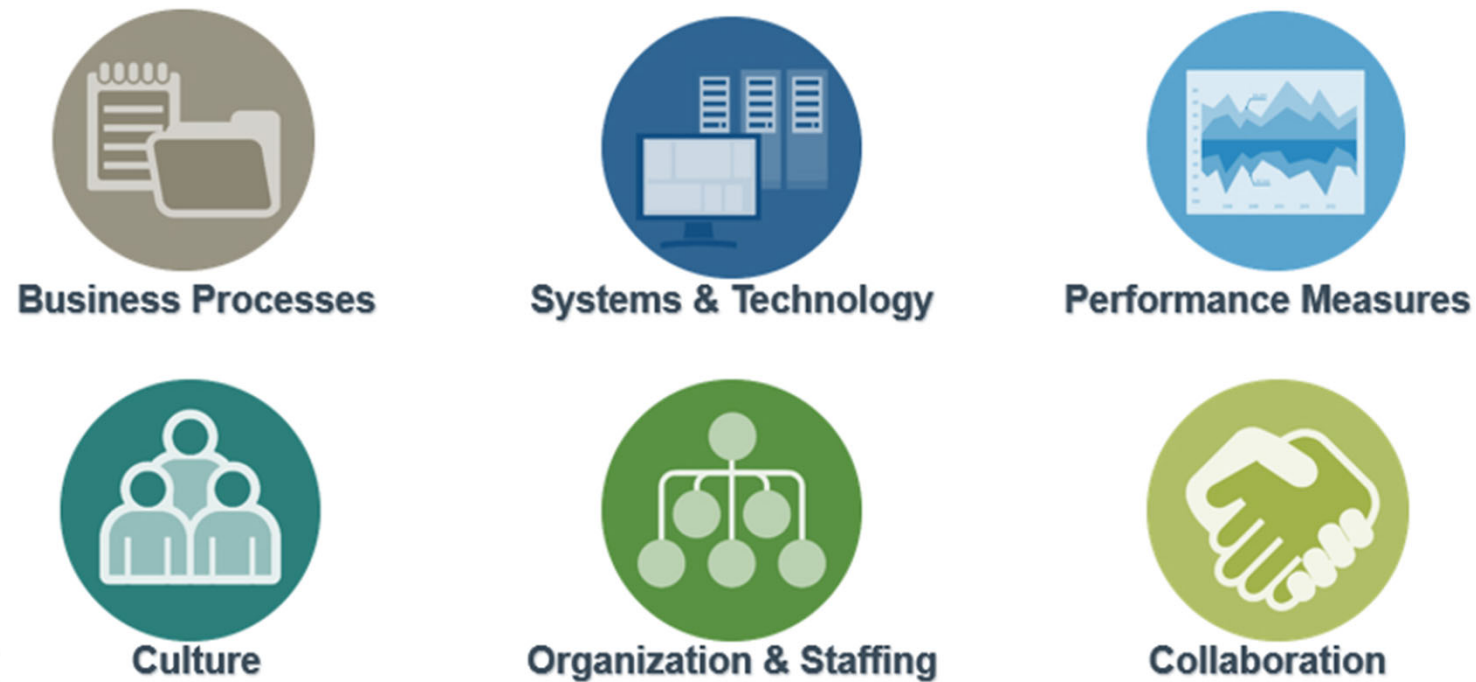 Business Processes
Systems & Technology
Performance Measures
Culture
Organization & Staffing
Collaboration